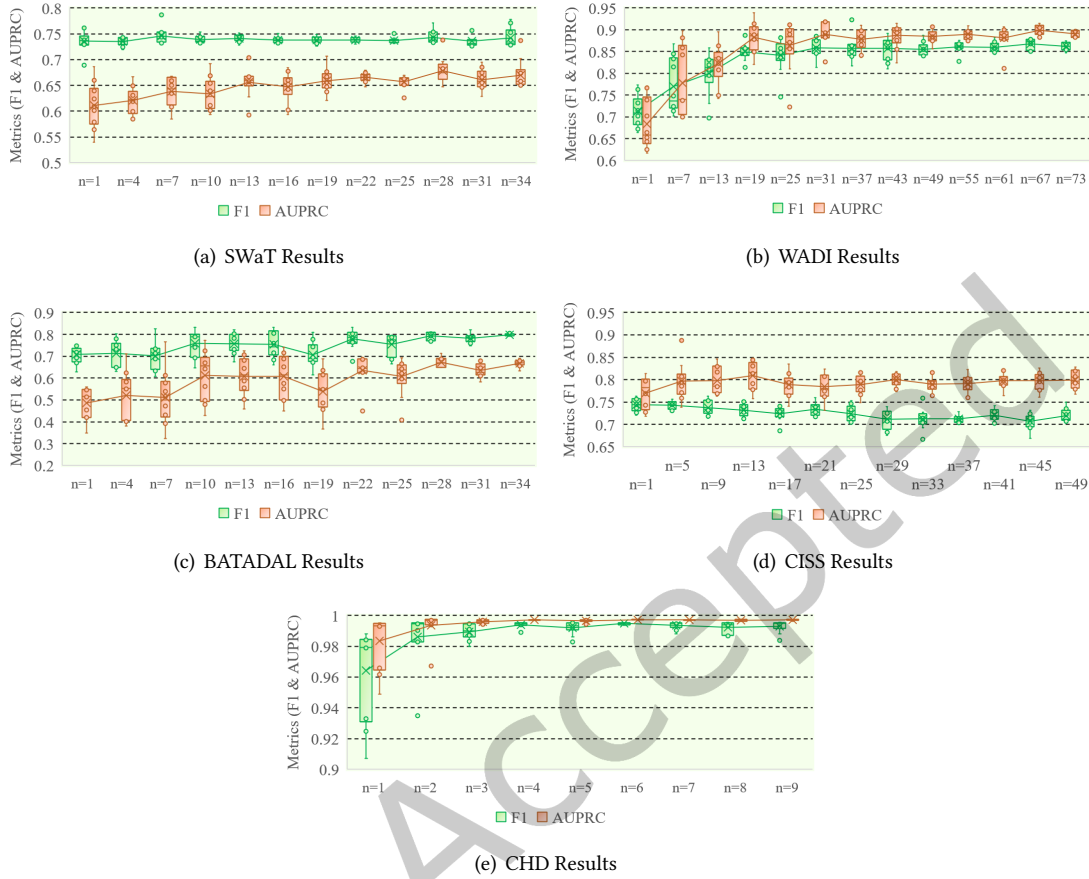 0.8
0.75
0.7
0.65
0.6
0.55
0.5
Metrics (F1 & AUPRC)
n=1 n=4 n=7 n=10 n=13 n=16 n=19 n=22 n=25 n=28 n=31 n=34
F1 AUPRC
(a) SWaT Results
0.95
0.9
0.85
0.8
0.75
0.7
0.65
0.6
Metrics (F1 & AUPRC)
n=1 n=7 n=13 n=19 n=25 n=31 n=37 n=43 n=49 n=55 n=61 n=67 n=73
F1 AUPRC
(b) WADI Results
0.9
0.8
0.7
0.6
0.5
0.4
0.3
0.2
Metrics (F1 & AUPRC)
n=1 n=4 n=7 n=10 n=13 n=16 n=19 n=22 n=25 n=28 n=31 n=34
F1 AUPRC
(c) BATADAL Results
0.95
0.9
0.85
0.8
0.75
0.7
0.65
Metrics (F1 & AUPRC)
n=5 n=13 n=21 n=29 n=37 n=45
n=1 n=9 n=17 n=25 n=33 n=41 n=49
F1 AUPRC
(d) CISS Results
1
0.98
0.96
0.94
0.92
0.9
Metrics (F1 & AUPRC)
n=1 n=2 n=3 n=4 n=5 n=6 n=7 n=8 n=9
F1 AUPRC
(e) CHD Results
Accepted